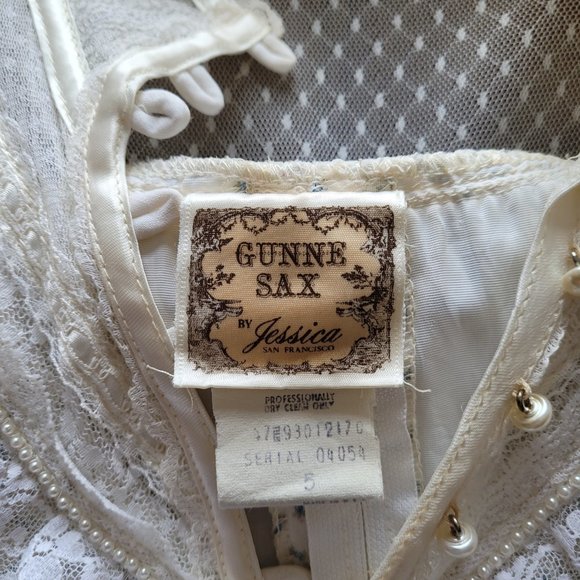 GUNNE
SAX
BY Jessica
SAN FRANCISCO
PROFESSIONALLY
DRY CLEAN ONLY
SERIAL 04054
5